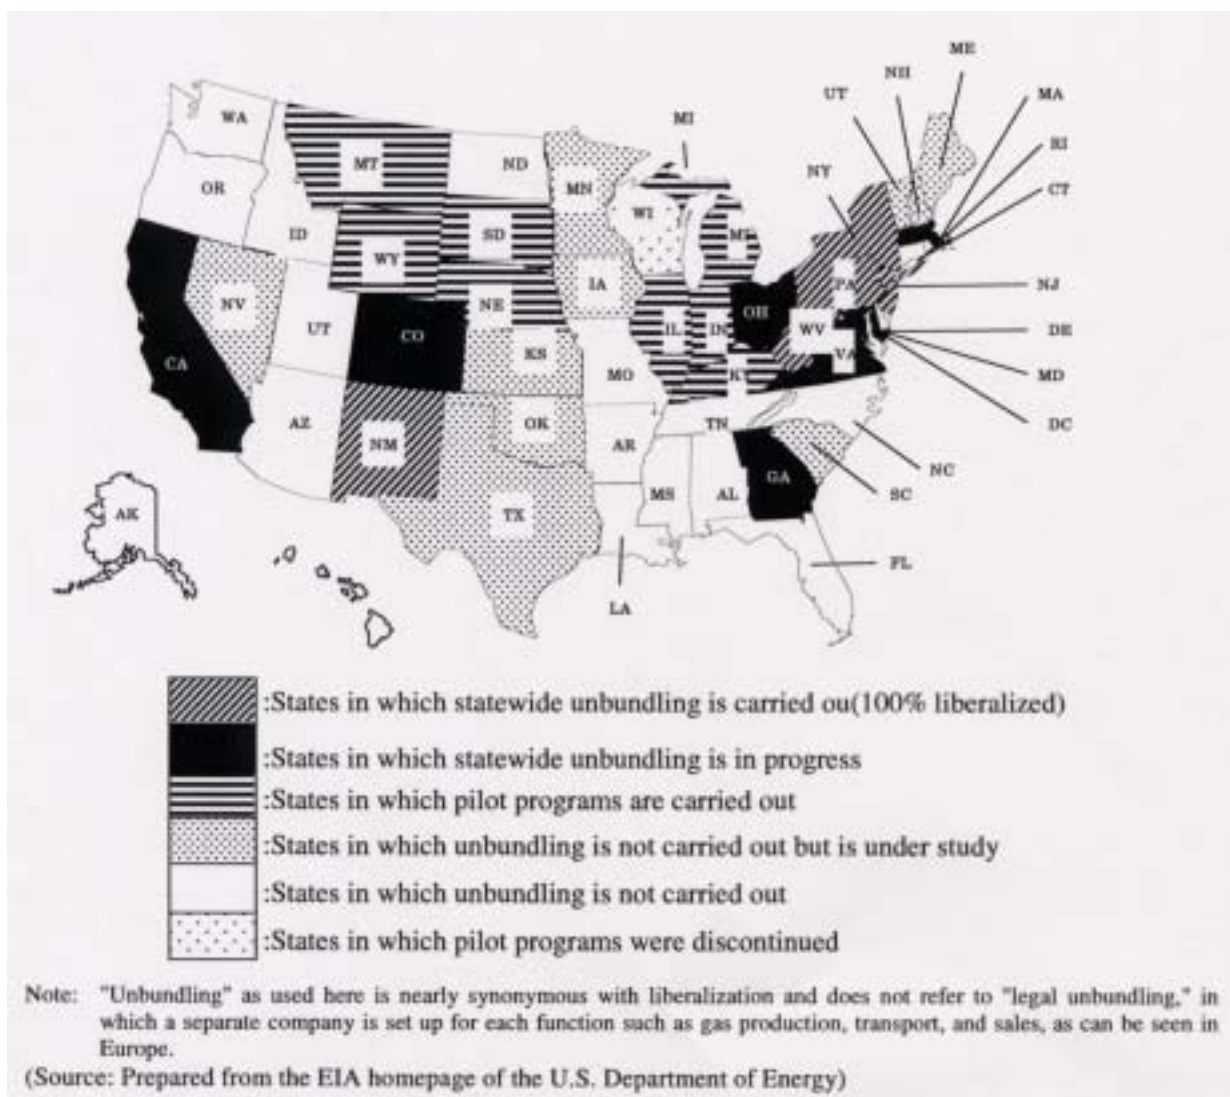 ME
NH
UT
MA
MI
RI
WA
MT
ND
NY
CT
OR
MN
WI
ID
SD
MI
WY
NV
NE
IA
PA
NJ
UT
CO
IL
IN
OH
WV
DE
CA
KS
VA
MO
KY
MD
AZ
NM
OK
AR
TN
DC
GA
NC
MS
AL
SC
AK
TX
FL
LA
:States in which statewide unbundling is carried ou(100% liberalized)
:States in which statewide unbundling is in progress
:States in which pilot programs are carried out
:States in which unbundling is not carried out but is under study
:States in which unbundling is not carried out
:States in which pilot programs were discontinued
Note: "Unbundling" as used here is nearly synonymous with liberalization and does not refer to "legal unbundling," in
which a separate company is set up for each function such as gas production, transport, and sales, as can be seen in
Europe.
(Source: Prepared from the EIA homepage of the U.S. Department of Energy)